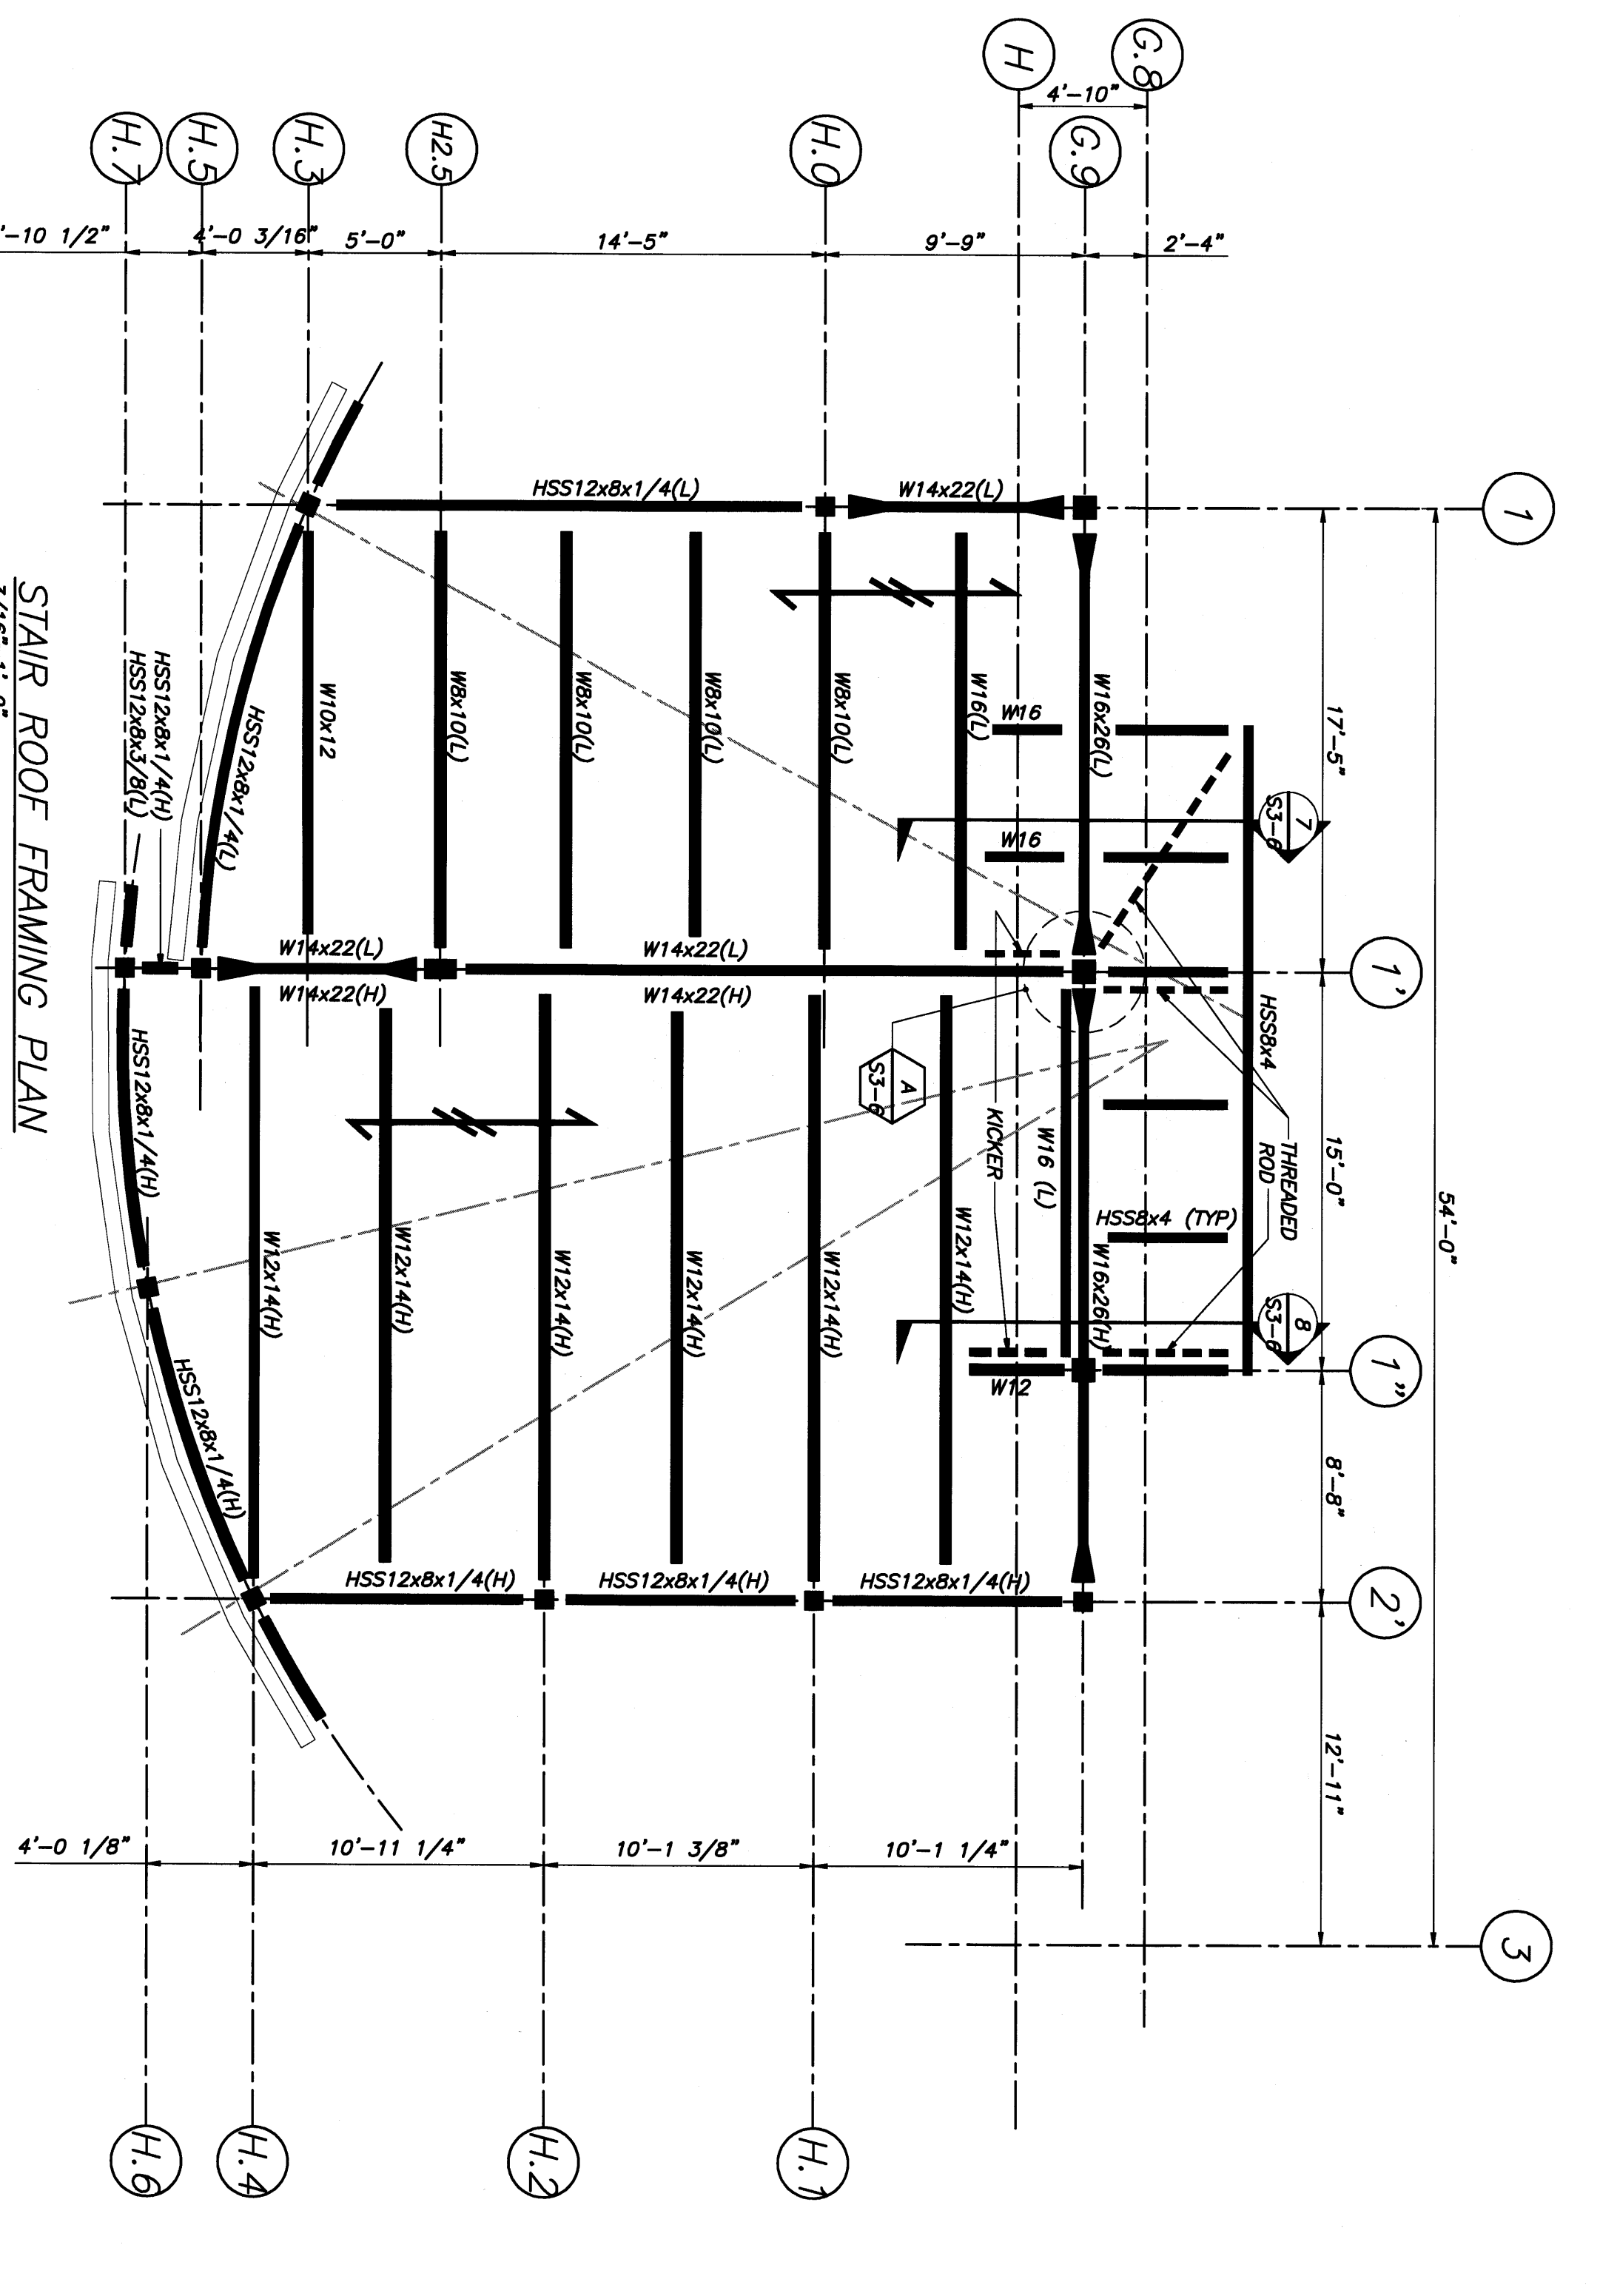 G.8
H
4'-10"
G.9
H.0
H2.5
H.3
H.5
H.7
'-10 1/2"
4'-0 3/16"
5'-0"
14'-5"
9'-9"
2'-4"
1
HSS12x8x1/4(L)
W14x22(L)
17'-5"
54'-0"
W10x12
W8x10(L)
W8x10(L)
W8x10(L)
W8x10(L)
W16(L)
W16
W16x26(L)
7
S3-6
W16
HSS12x8x1/4(L)
HSS12x8x1/4(H)
HSS12x8x3/8(L)
STAIR ROOF FRAMING PLAN
W14x22(L)
W14x22(L)
W14x22(H)
W14x22(H)
1'
HSS8x4
A
S3-6
KICKER
W16 (L)
THREADED
ROD
15'-0"
HSS8x4 (TYP)
HSS12x8x1/4(H)
W12x14(H)
W12x14(H)
W12x14(H)
W12x14(H)
W12x14(H)
W12x14(H)
W16x26(H)
8
S3-6
1"
W12
HSS12x8x1/4(H)
8'-8"
HSS12x8x1/4(H)
HSS12x8x1/4(H)
HSS12x8x1/4(H)
2'
12'-11"
4'-0 1/8"
10'-11 1/4"
10'-1 3/8"
10'-1 1/4"
3
H.6
H.4
H.2
H.1